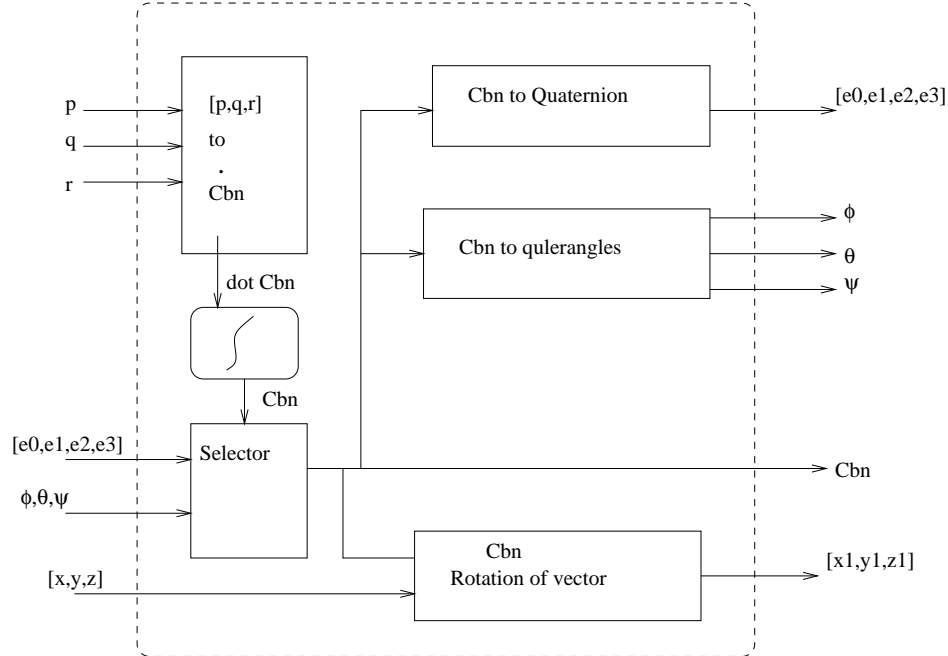 p
q
r
[p,q,r]
to
.
Cbn
dot Cbn
Cbn
[e0,e1,e2,e3]
ϕ,θ,ψ
Selector
[x,y,z]
Cbn to Quaternion
[e0,e1,e2,e3]
Cbn to qulerangles
ϕ
θ
ψ
Cbn
Cbn
Rotation of vector
[x1,y1,z1]